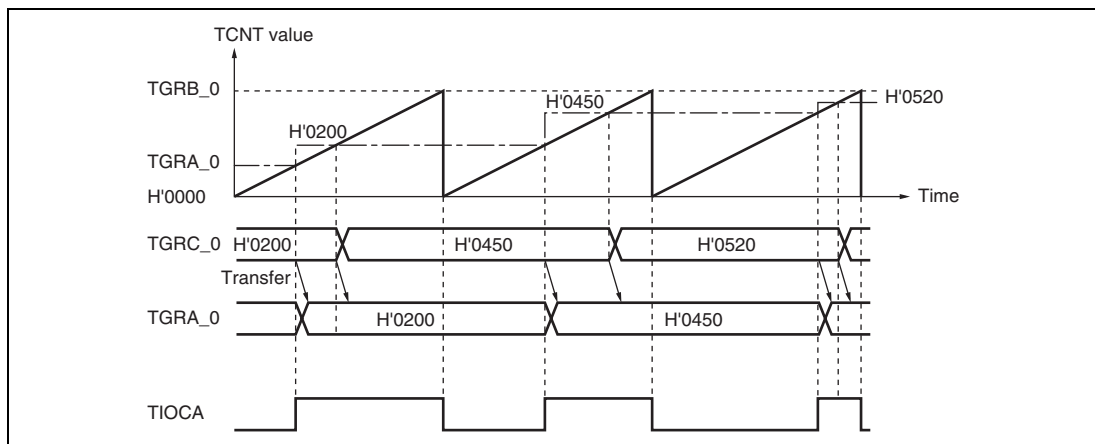 TCNT value
TGRB_0
H'0520
H'0450
H'0200
TGRA_0
H'0000
Time
TGRC_0
H'0200
H'0450
H'0520
Transfer
TGRA_0
H'0200
H'0450
TIOCA